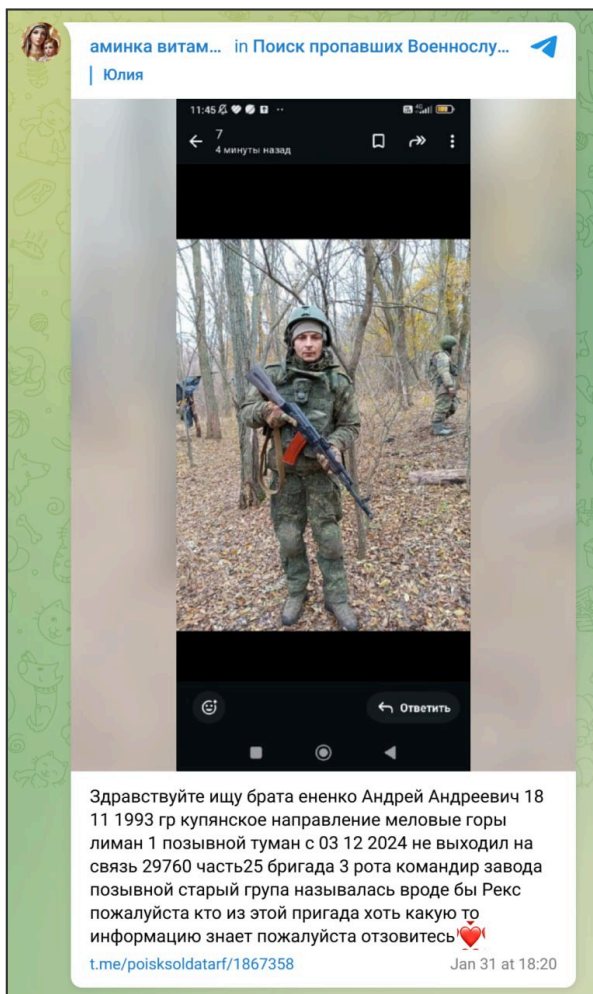 аминка витам... in Поиск пропавших Военнослу...
Юлия
11:45
7
4 минуты назад
Ответить
Здравствуйте ищу брата ененко Андрей Андреевич 18
11 1993 гр купянское направление меловые горы
лиман 1 позывной туман с 03 12 2024 не выходил на
связь 29760 часть25 бригада 3 рота командир завода
позывной старый група называлась вроде бы Рекс
пожалуйста кто из этой пригада хоть какую то
информацию знает пожалуйста отзовитесь
t.me/poisksoldatarf/1867358
Jan 31 at 18:20